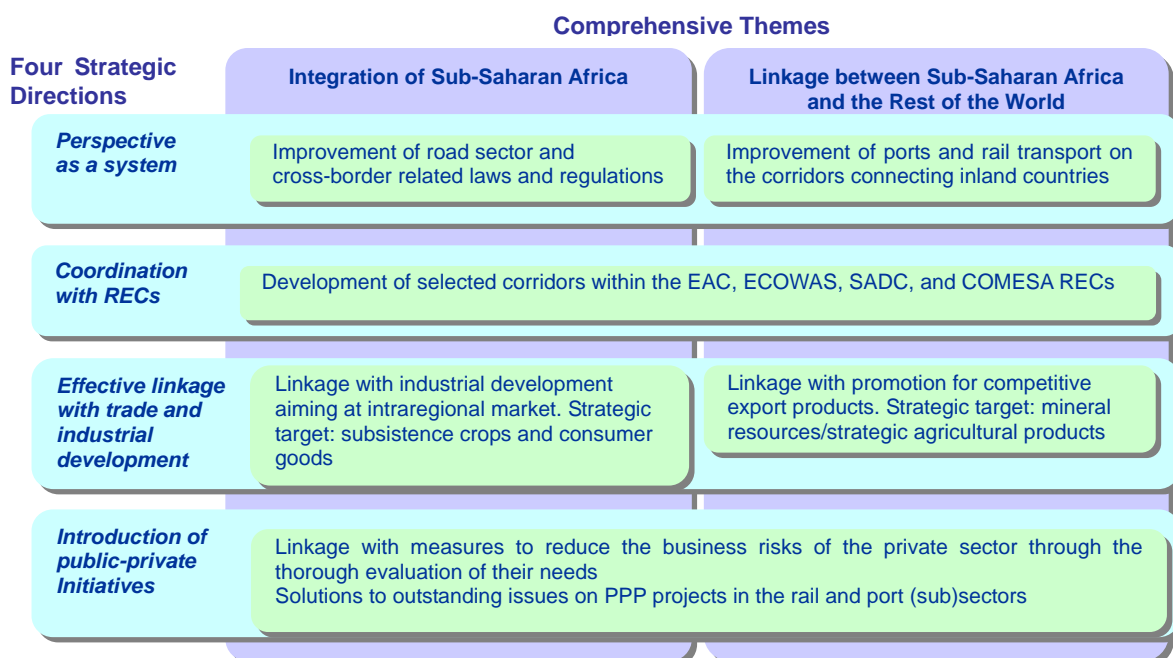 Comprehensive Themes
Four Strategic
Directions
Integration of Sub-Saharan Africa
Linkage between Sub-Saharan Africa
and the Rest of the World
Perspective
as a system
Improvement of road sector and
cross-border related laws and regulations
Improvement of ports and rail transport on
the corridors connecting inland countries
Coordination
with RECs
Development of selected corridors within the EAC, ECOWAS, SADC, and COMESA RECs
Effective linkage
with trade and
industrial
development
Linkage with industrial development
aiming at intraregional market. Strategic
target: subsistence crops and consumer
goods
Linkage with promotion for competitive
export products. Strategic target: mineral
resources/strategic agricultural products
Introduction of
public-private
Initiatives
Linkage with measures to reduce the business risks of the private sector through the
thorough evaluation of their needs
Solutions to outstanding issues on PPP projects in the rail and port (sub)sectors